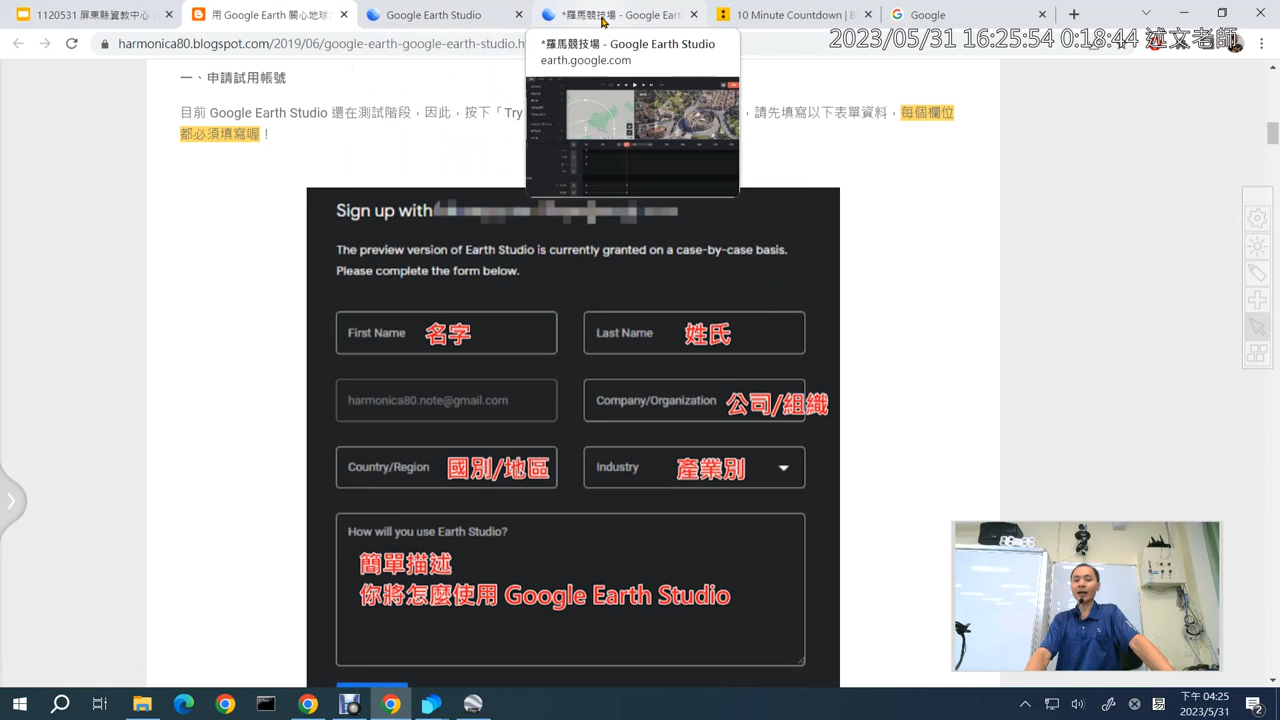 1120531 屏東縣資教中心
用 Google Earth 關心地球
Google Earth Studio
*羅馬競技場 - Google Eart
10 Minute Countdown | B
Google
harmonica80.blogspot.com/2019/06/google-earth-studio.h
2023/05/31 16:25:54 0:18:44 述文老師
*羅馬競技場 - Google Earth Studio
earth.google.com
一、申請試用帳號
目前 Google Earth Studio 還在測試階段，因此，按下「Try
，請先填寫以下表單資料，每個欄位
都必須填寫喔！
Sign up with
The preview version of Earth Studio is currently granted on a case-by-case basis.
Please complete the form below.
First Name 名字
Last Name 姓氏
harmonica80.note@gmail.com
Company/Organization 公司/組織
Country/Region 國別/地區
Industry 產業別
How will you use Earth Studio?
簡單描述
你將怎麼使用 Google Earth Studio
下午 04:25
2023/5/31
2